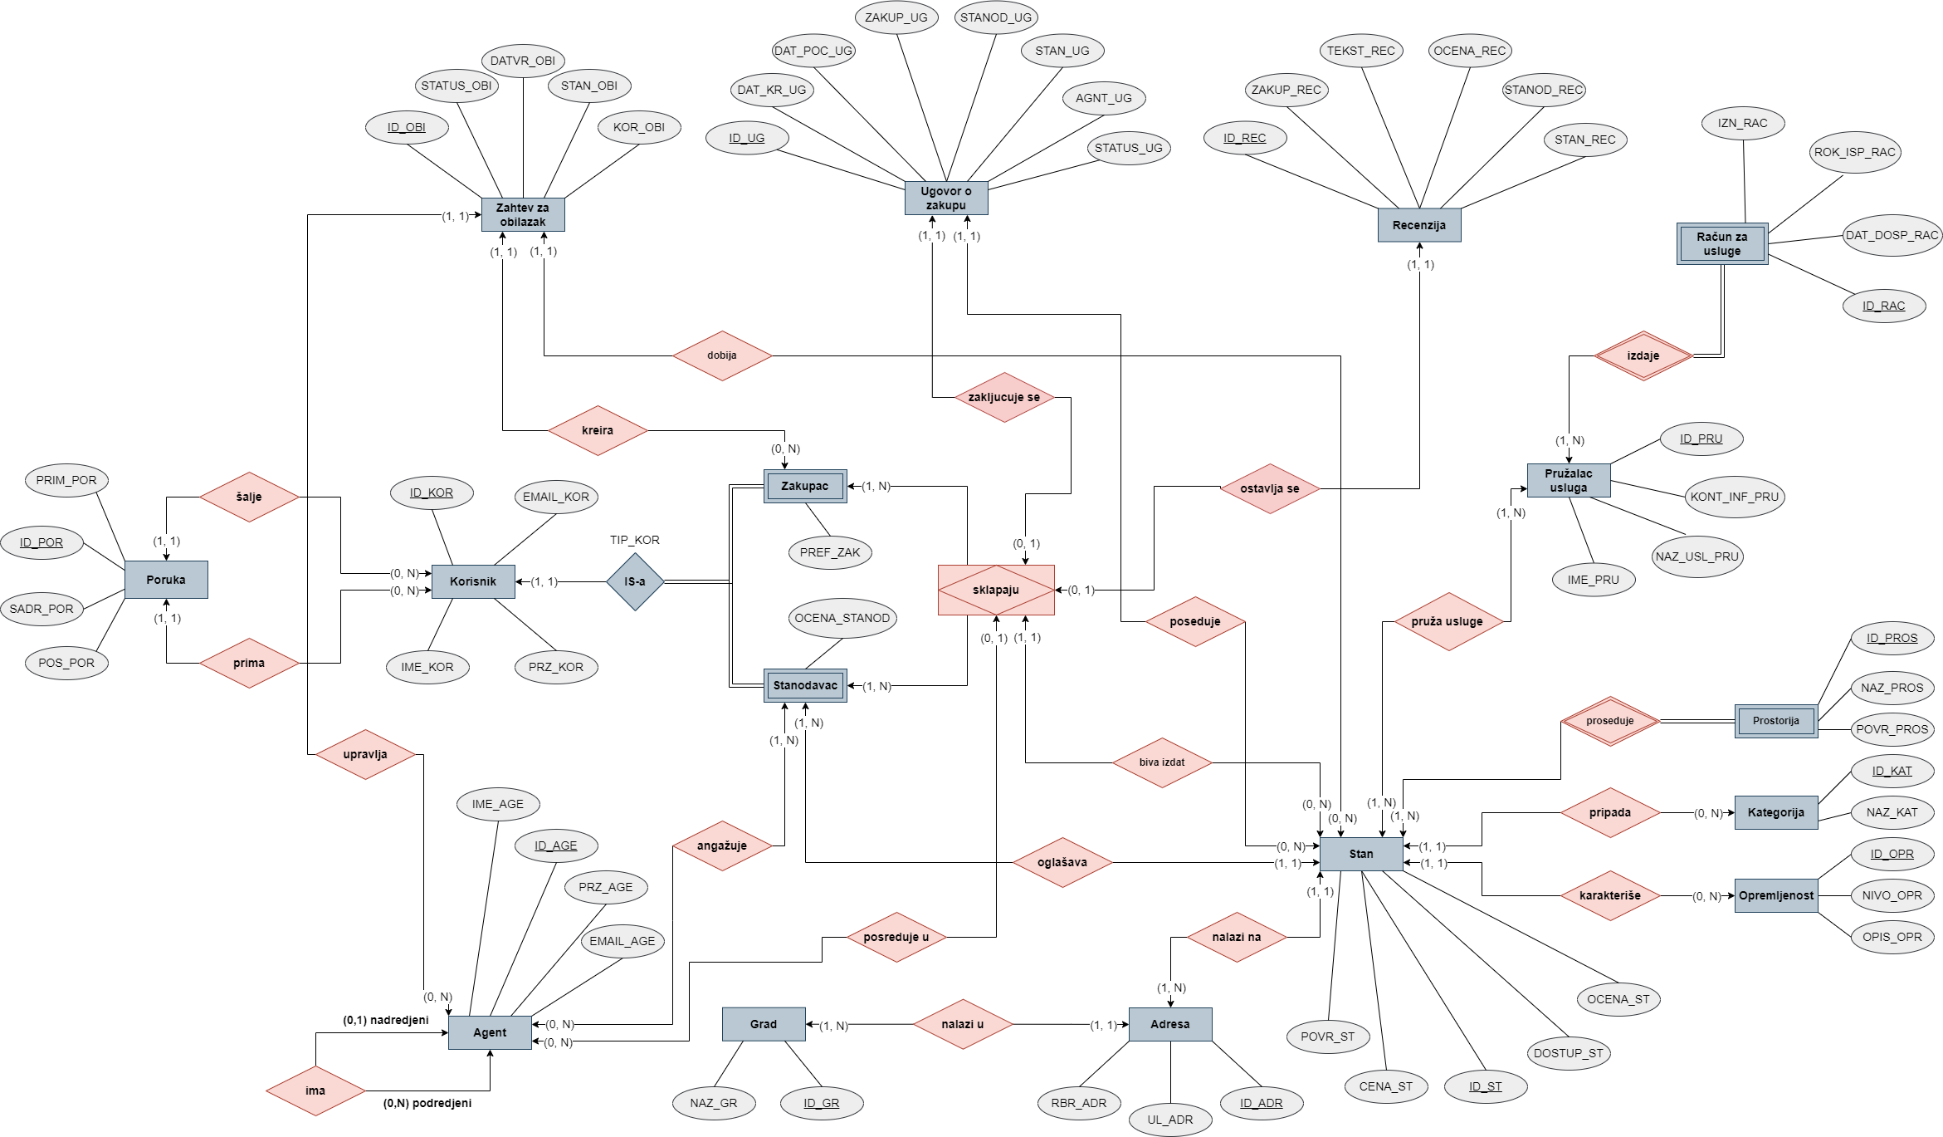 ZAKUP_UG
STANOD_UG
DATVR_OBI
DAT_POC_UG
STAN_UG
TEKST_REC
OCENA_REC
STATUS_OBI
STAN_OBI
DAT_KR_UG
AGNT_UG
ZAKUP_REC
STANOD_REC
ID_OBI
KOR_OBI
ID_UG
STATUS_UG
ID_REC
STAN_REC
IZN_RAC
ROK_ISP_RAC
Zahtev za
obilazak
Ugovor o
zakupu
Recenzija
Račun za
usluge
DAT_DOSP_RAC
ID_RAC
(1, 1)
(1, 1)
(1, 1)
(1, 1)
(1, 1)
(1, 1)
dobija
izdaje
zakljucuje se
kreira
(0, N)
(1, N)
ID_PRU
PRIM_POR
šalje
ID_KOR
EMAIL_KOR
Zakupac
(1, N)
ostavlja se
Pružalac
usluga
KONT_INF_PRU
(1, N)
ID_POR
(1, 1)
TIP_KOR
PREF_ZAK
(0, 1)
NAZ_USL_PRU
IME_PRU
Poruka
(0, N)
(0, N)
Korisnik
(1, 1)
IS-a
sklapaju
(0, 1)
SADR_POR
(1, 1)
OCENA_STANOD
poseduje
pruža usluge
(0, 1)
(1, 1)
POS_POR
prima
IME_KOR
PRZ_KOR
Stanodavac
(1, N)
ID_PROS
NAZ_PROS
(1, N)
(1, N)
proseduje
Prostorija
POVR_PROS
upravlja
biva izdat
ID_KAT
IME_AGE
(0, N)
(0, N)
(1, N)
(1, N)
pripada
(0, N)
Kategorija
NAZ_KAT
ID_AGE
angažuje
(0, N)
(1, 1)
Stan
(1, 1)
(1, 1)
oglašava
ID_OPR
PRZ_AGE
(1, 1)
karakteriše
(0, N)
Opremljenost
NIVO_OPR
EMAIL_AGE
posreduje u
nalazi na
OPIS_OPR
(0, N)
(1, N)
OCENA_ST
(0,1) nadredjeni
Agent
(0, N)
(0, N)
Grad
(1, N)
nalazi u
(1, 1)
Adresa
POVR_ST
DOSTUP_ST
ima
(0,N) podredjeni
NAZ_GR
ID_GR
RBR_ADR
UL_ADR
ID_ADR
CENA_ST
ID_ST